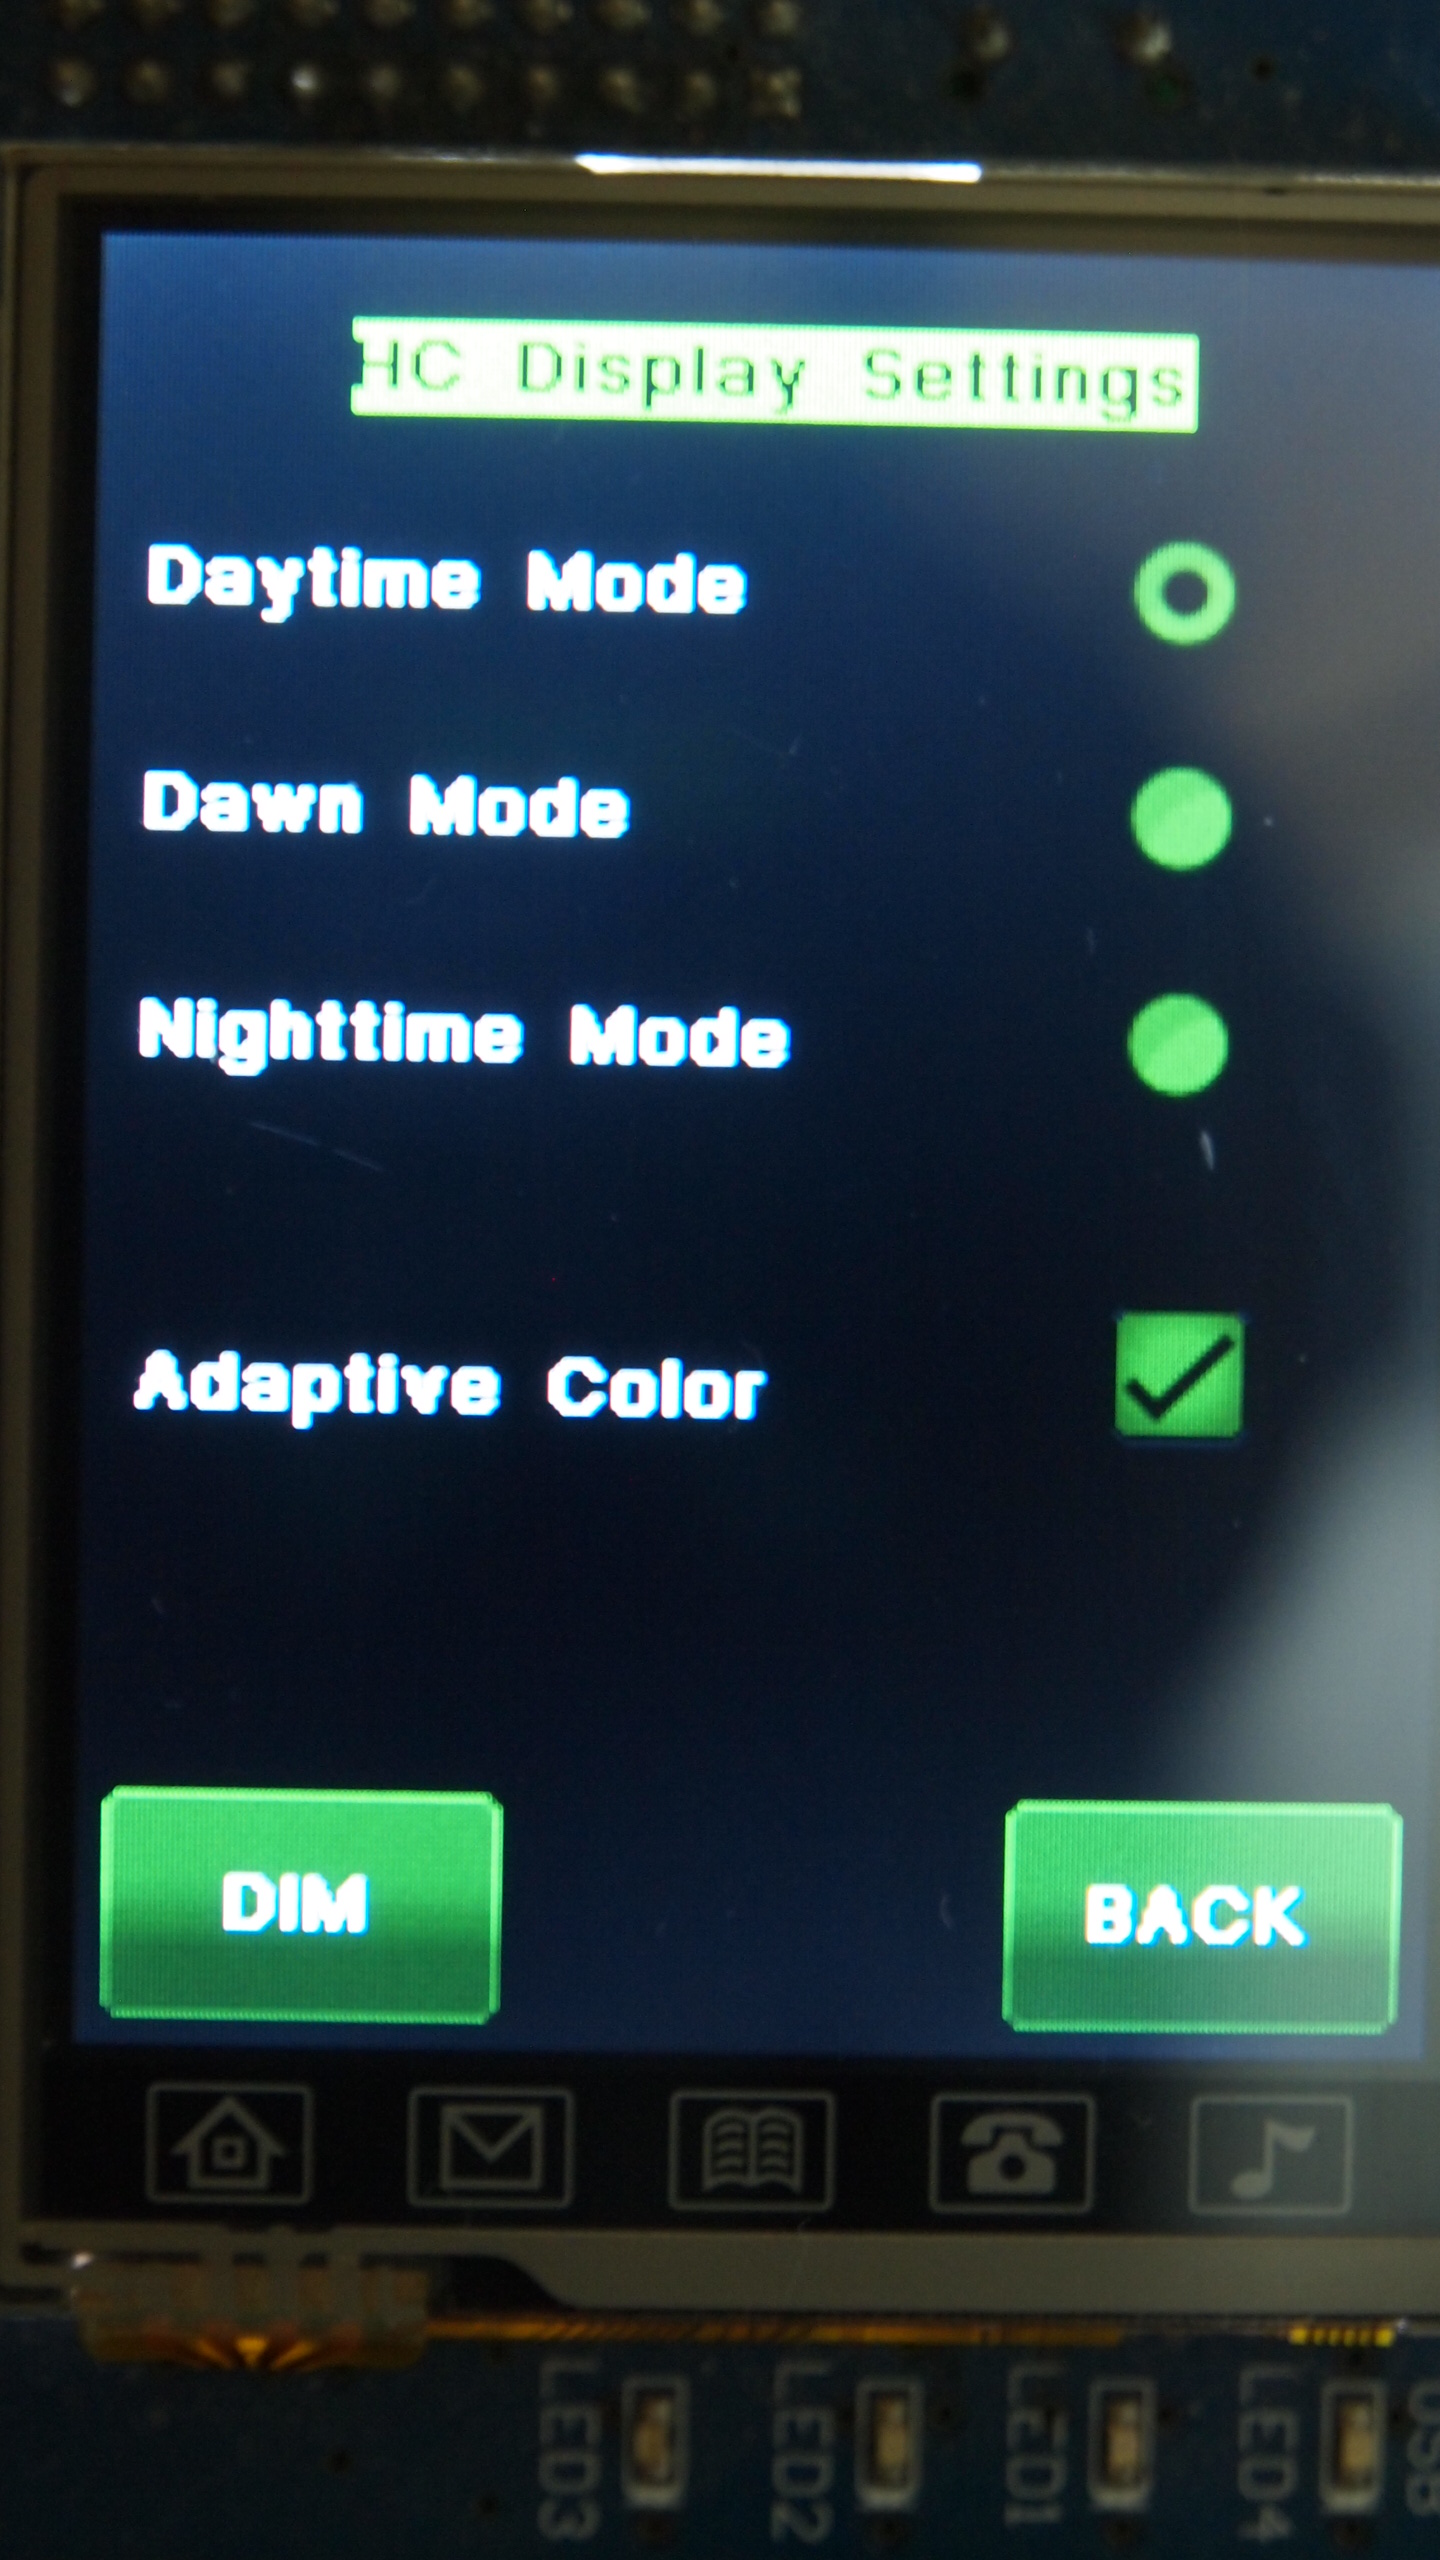 HC Display Settings
Daytime Mode
Dawn Mode
Nighttime Mode
Adaptive Color
DIM
BACK
LED3
LED2
LED1
LED4